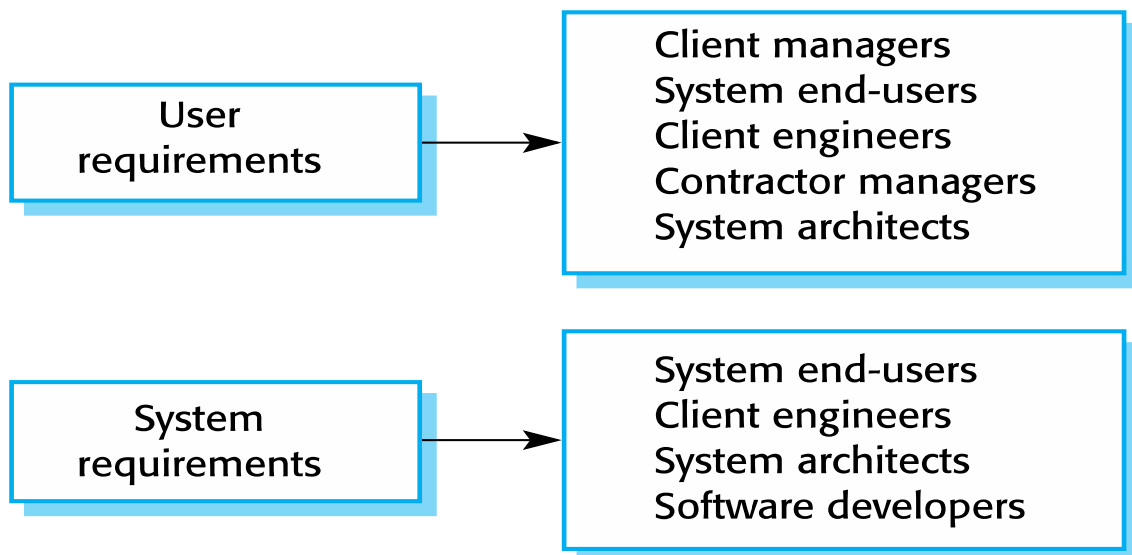 User
requirements
Client managers
System end-users
Client engineers
Contractor managers
System architects
System
requirements
System end-users
Client engineers
System architects
Software developers